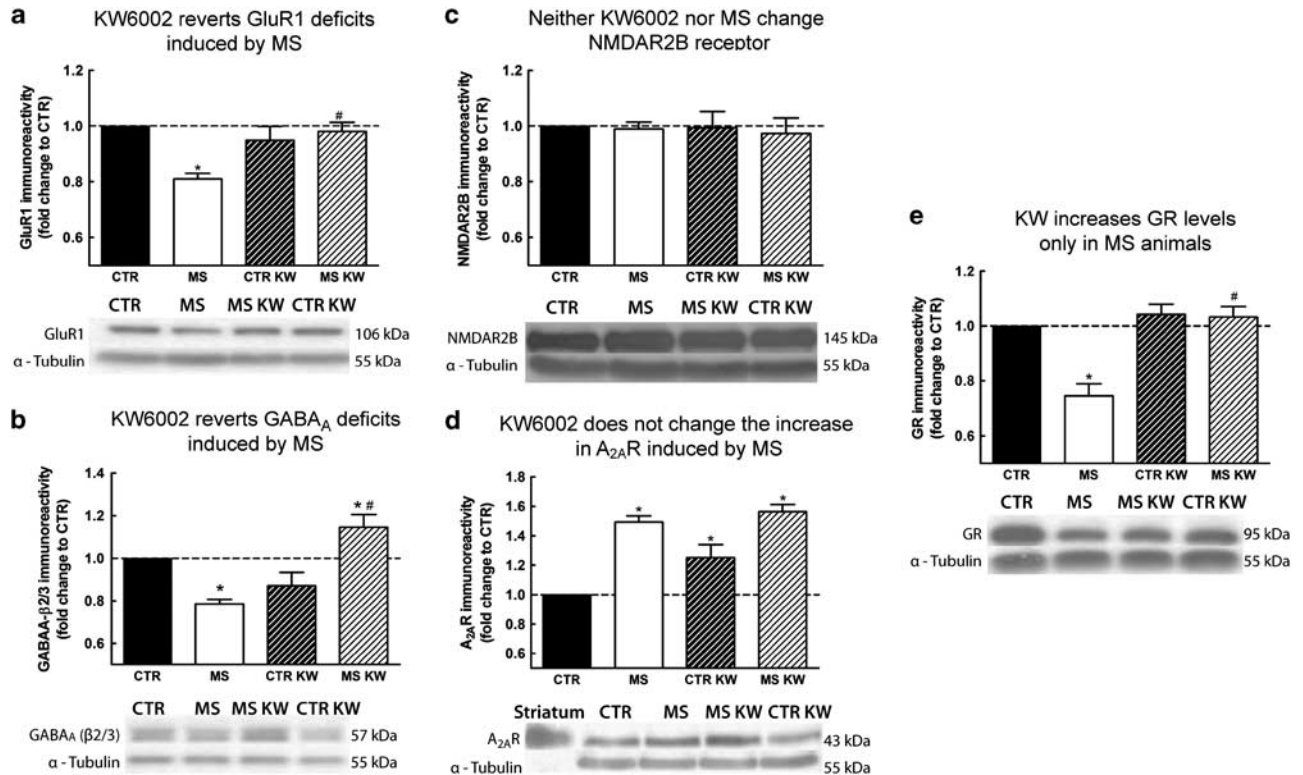 a
KW6002 reverts GluR1 deficits
induced by MS
GluR1 immunoreactivity
(fold change to CTR)
1.2
1.0
0.8
0.6
*
#
CTR MS CTR KW MS KW
CTR MS MS KW CTR KW
GluR1 106 kDa
α - Tubulin 55 kDa
b
KW6002 reverts GABAA deficits
induced by MS
GABAA-β2/3 immunoreactivity
(fold change to CTR)
1.4
1.2
1.0
0.8
0.6
*
* #
CTR MS CTR KW MS KW
CTR MS MS KW CTR KW
GABAA (β2/3) 57 kDa
α - Tubulin 55 kDa
c
Neither KW6002 nor MS change
NMDAR2B receptor
NMDAR2B immunoreactivity
(fold change to CTR)
1.2
1.0
0.8
0.6
CTR MS CTR KW MS KW
CTR MS MS KW CTR KW
NMDAR2B 145 kDa
α - Tubulin 55 kDa
d
KW6002 does not change the increase
in A2AR induced by MS
A2AR immunoreactivity
(fold change to CTR)
1.8
1.6
1.4
1.2
1.0
0.8
0.6
*
*
*
CTR MS CTR KW MS KW
Striatum CTR MS MS KW CTR KW
A2AR 43 kDa
α - Tubulin 55 kDa
e
KW increases GR levels
only in MS animals
GR immunoreactivity
(fold change to CTR)
1.2
1.0
0.8
0.6
*
#
CTR MS CTR KW MS KW
CTR MS MS KW CTR KW
GR 95 kDa
α - Tubulin 55 kDa